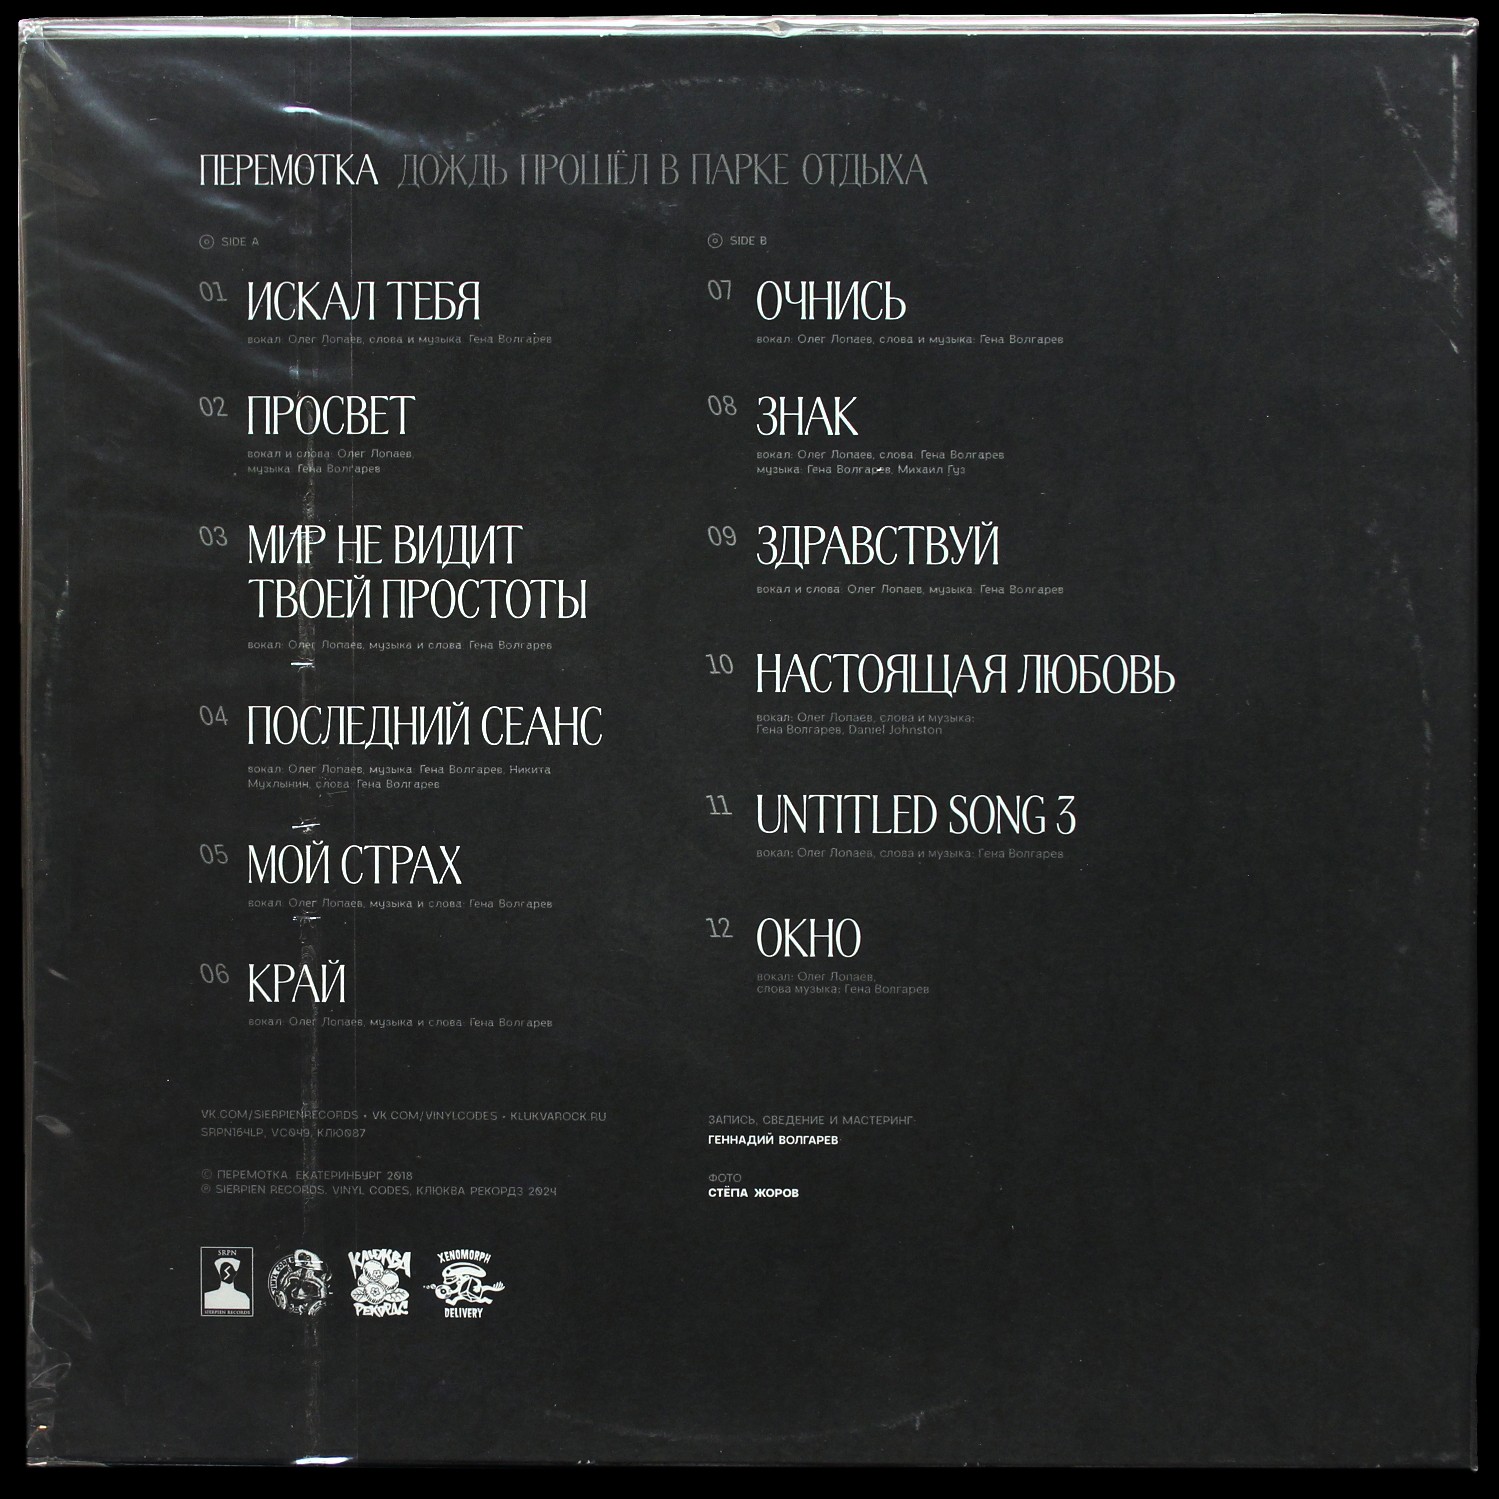 ПЕРЕМОТКА ДОЖДЬ ПРОШЁЛ В ПАРКЕ ОТДЫХА
SIDE A
01 ИСКАЛ ТЕБЯ
вокал: Олег Лопаев, слова и музыка: Гена Волгарев
02 ПРОСВЕТ
вокал и слова: Олег Лопаев,
музыка: Гена Волгарев
03 МИР НЕ ВИДИТ
ТВОЕЙ ПРОСТОТЫ
вокал: Олег Лопаев, музыка и слова: Гена Волгарев
04 ПОСЛЕДНИЙ СЕАНС
вокал: Олег Лопаев, музыка: Гена Волгарев, Никита
Мухлынин, слова: Гена Волгарев
05 МОЙ СТРАХ
вокал: Олег Лопаев, музыка и слова: Гена Волгарев
06 КРАЙ
вокал: Олег Лопаев, музыка и слова: Гена Волгарев
SIDE B
07 ОЧНИСЬ
вокал: Олег Лопаев, слова и музыка: Гена Волгарев
08 ЗНАК
вокал: Олег Лопаев, слова: Гена Волгарев
музыка: Гена Волгарев, Михаил Гуз
09 ЗДРАВСТВУЙ
вокал и слова: Олег Лопаев, музыка: Гена Волгарев
10 НАСТОЯЩАЯ ЛЮБОВЬ
вокал: Олег Лопаев, слова и музыка:
Гена Волгарев, Daniel Johnston
11 UNTITLED SONG 3
вокал: Олег Лопаев, слова и музыка: Гена Волгарев
12 ОКНО
вокал: Олег Лопаев,
слова музыка: Гена Волгарев
VK.COM/SIERPIENRECORDS • VK.COM/VINYLCODES • KLUKVAROCK.RU
SRPN164LP, VC049, КЛЮ087
© ПЕРЕМОТКА. ЕКАТЕРИНБУРГ 2018
℗ SIERPIEN RECORDS. VINYL CODES, КЛЮКВА РЕКОРДЗ 2024
ЗАПИСЬ, СВЕДЕНИЕ И МАСТЕРИНГ:
ГЕННАДИЙ ВОЛГАРЕВ
ФОТО
СТЁПА ЖОРОВ
SRPN
SIERPIEN RECORDS
КЛЮКВА
РЕКОРДС
XENOMORPH
DELIVERY